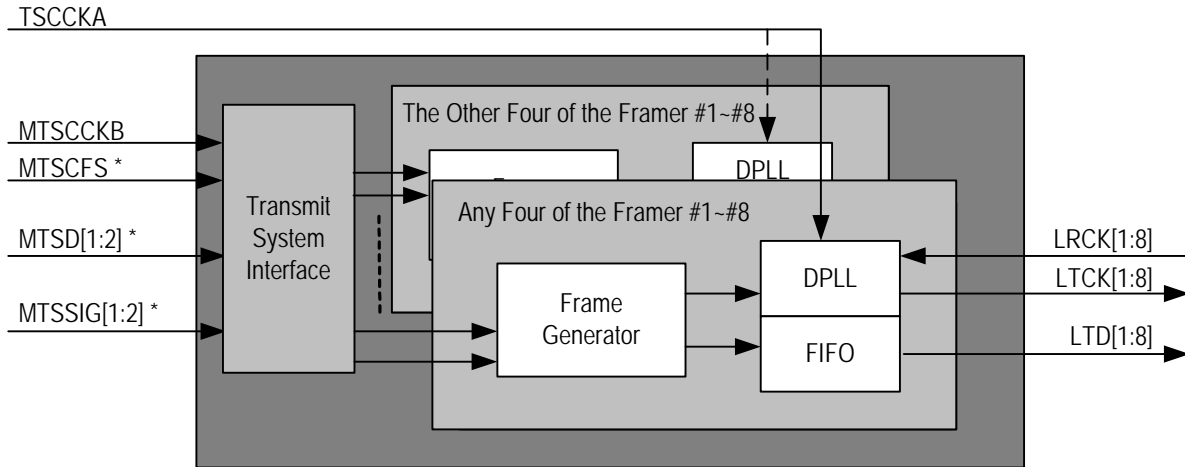 TSCCKA
MTSCCKB
MTSCFS *
MTSD[1:2] *
MTSSIG[1:2] *
Transmit
System
Interface
The Other Four of the Framer #1~#8
DPLL
Any Four of the Framer #1~#8
Frame
Generator
DPLL
FIFO
LRCK[1:8]
LTCK[1:8]
LTD[1:8]